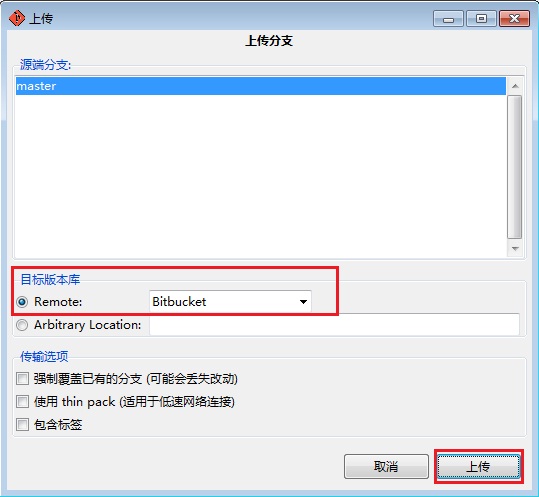 上传
上传分支
源端分支:
master
目标版本库
Remote: Bitbucket
Arbitrary Location:
传输选项
强制覆盖已有的分支 (可能会丢失改动)
使用 thin pack (适用于低速网络连接)
包含标签
取消 上传